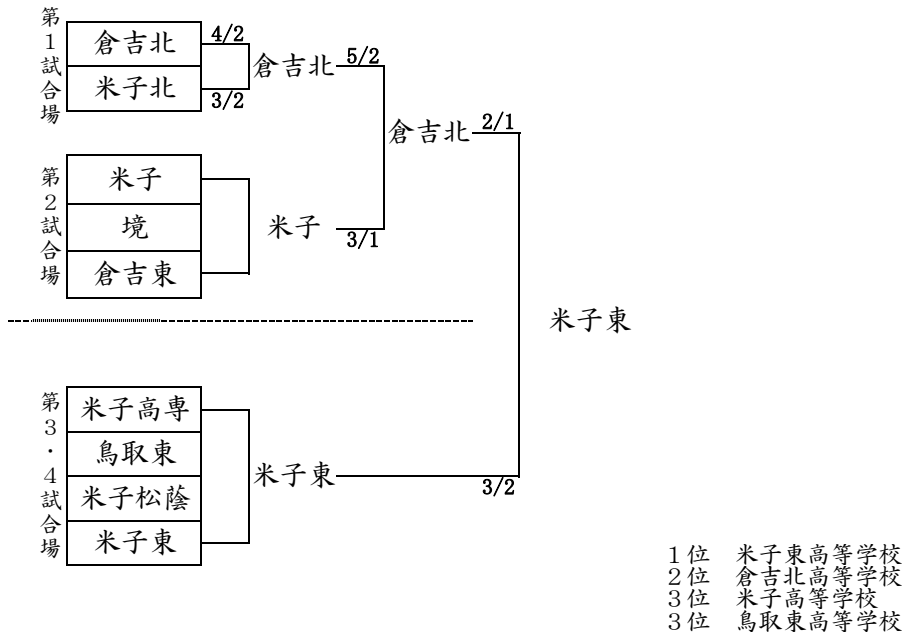 第1試合場
倉吉北
4/2
米子北
3/2
倉吉北
5/2
第2試合場
米子
境
倉吉東
米子
3/1
倉吉北
2/1
米子東
第3・4試合場
米子高専
鳥取東
米子松蔭
米子東
米子東
3/2
1位 米子東高等学校
2位 倉吉北高等学校
3位 米子高等学校
3位 鳥取東高等学校